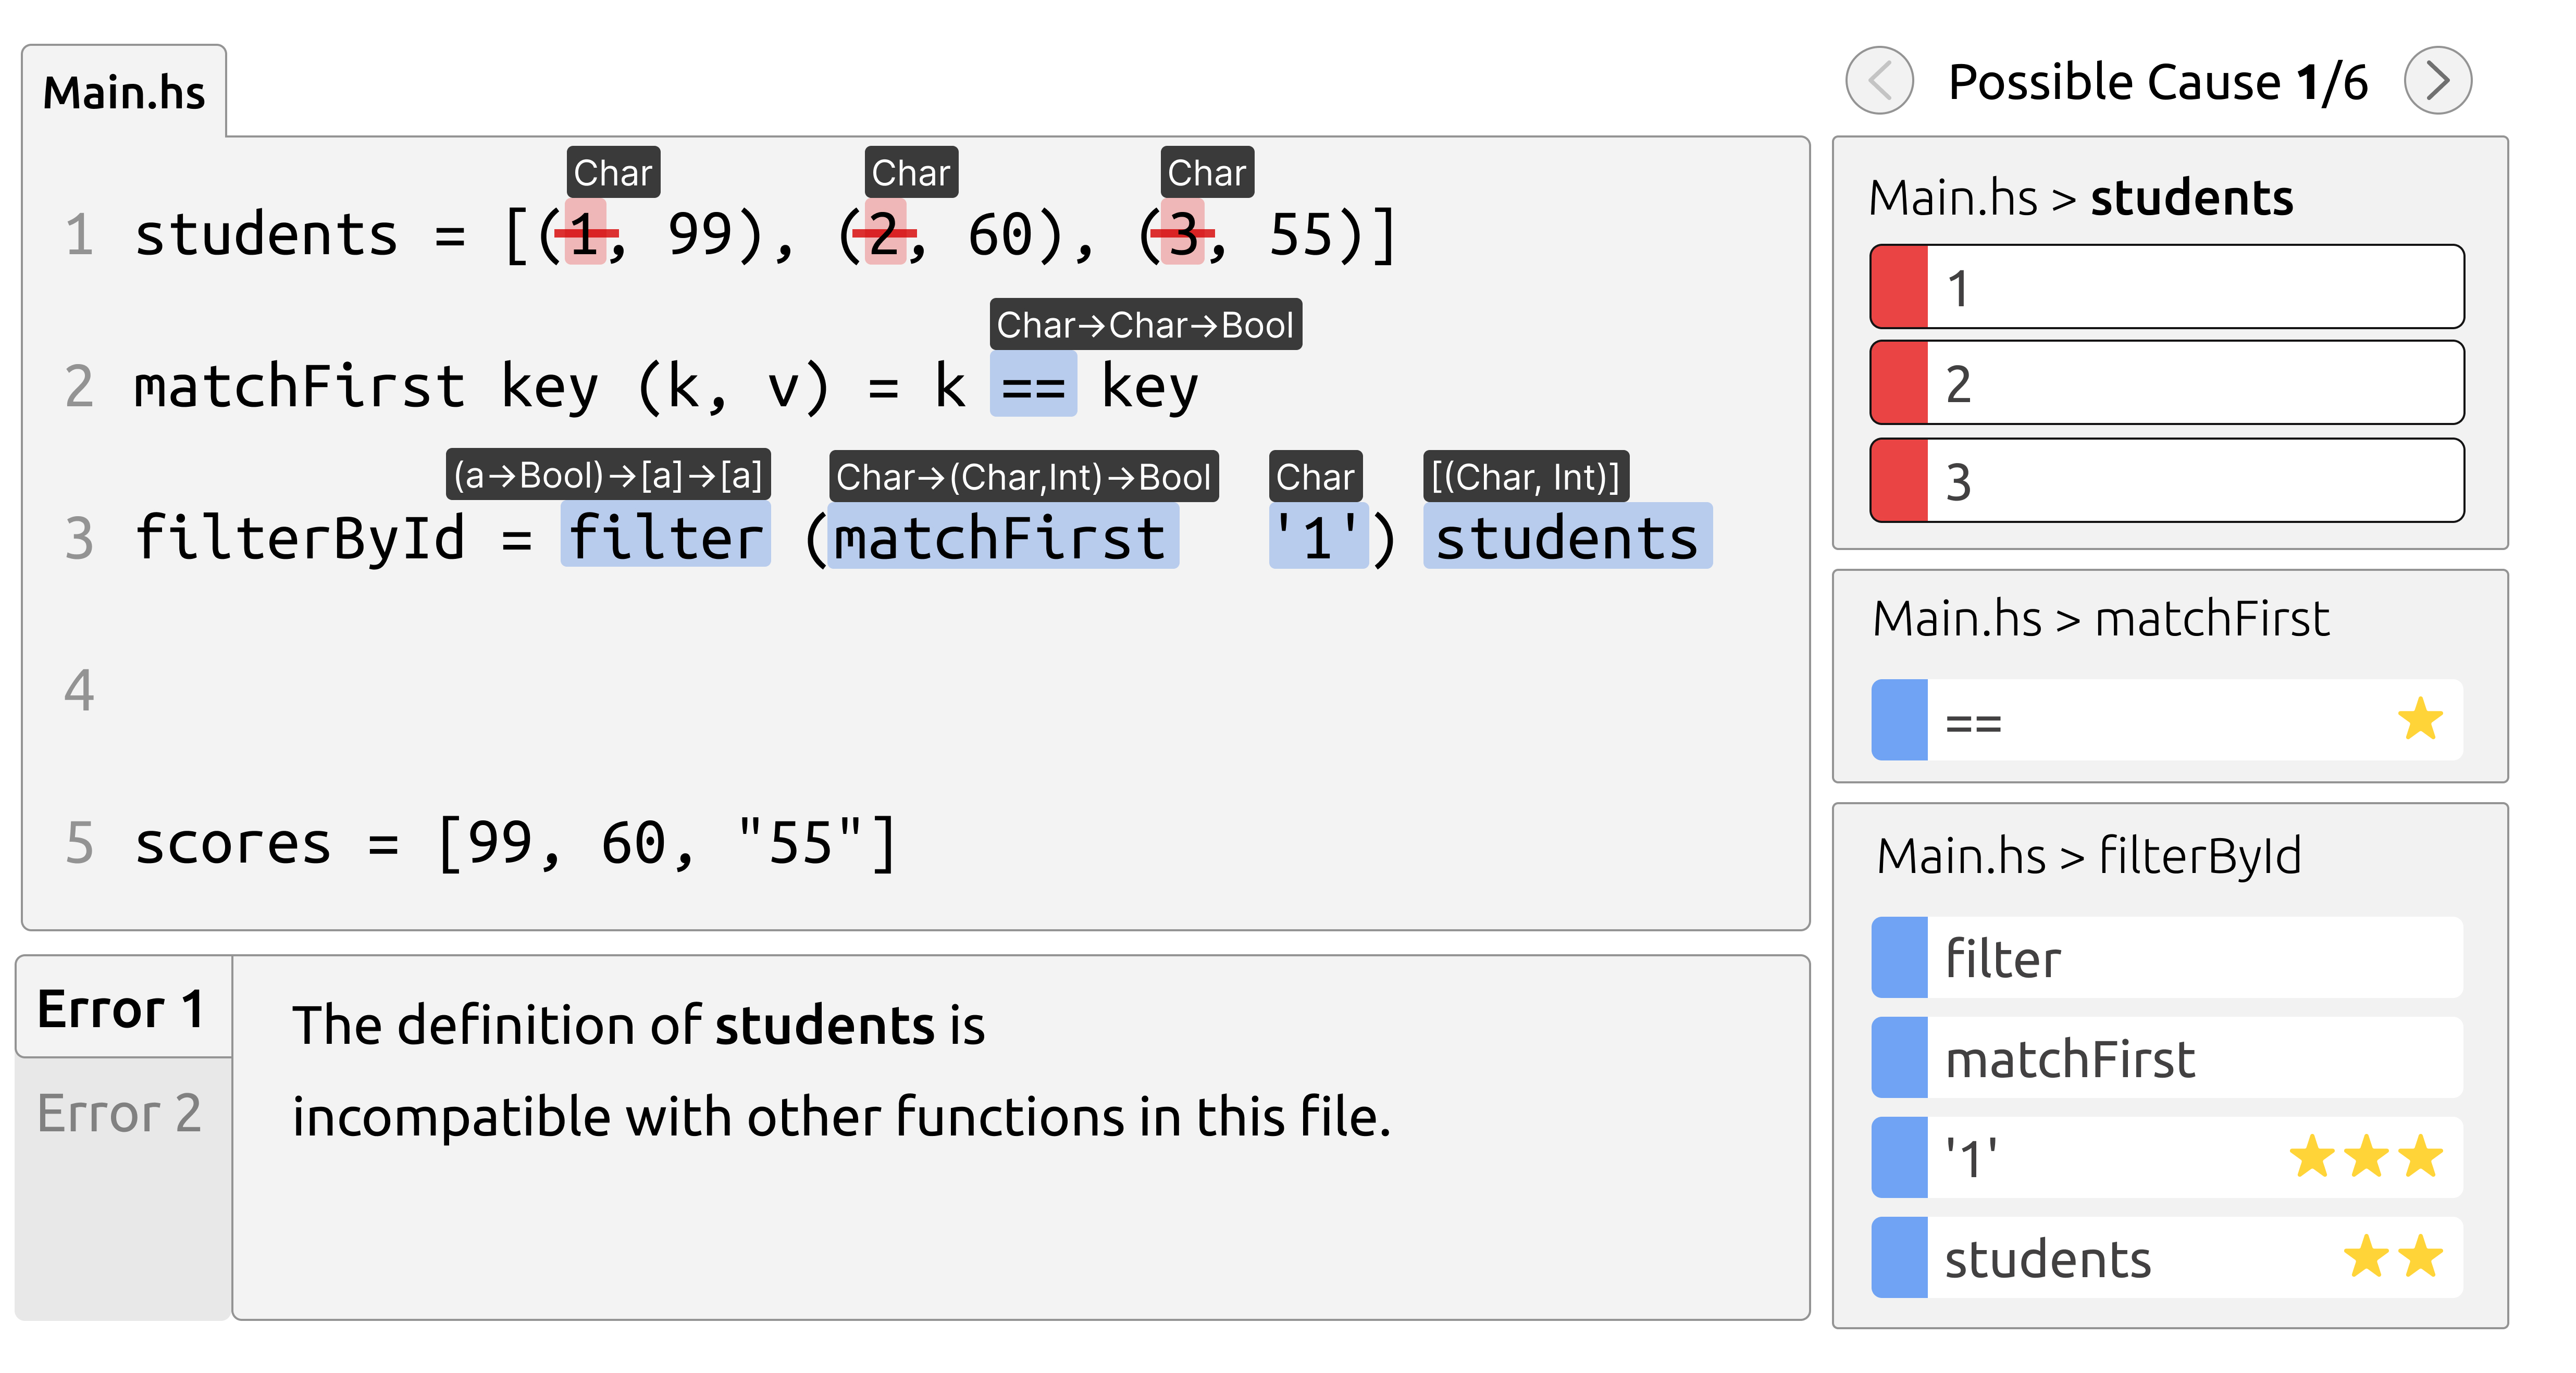 Main.hs
Char Char Char
1 students = [(1, 99), (2, 60), (3, 55)]
Char→Char→Bool
2 matchFirst key (k, v) = k == key
(a→Bool)→[a]→[a] Char→(Char,Int)→Bool Char [(Char, Int)]
3 filterById = filter (matchFirst '1') students
4
5 scores = [99, 60, "55"]
Error 1
Error 2
The definition of students is
incompatible with other functions in this file.
Possible Cause 1/6
Main.hs > students
1
2
3
Main.hs > matchFirst
==
Main.hs > filterById
filter
matchFirst
'1'
students